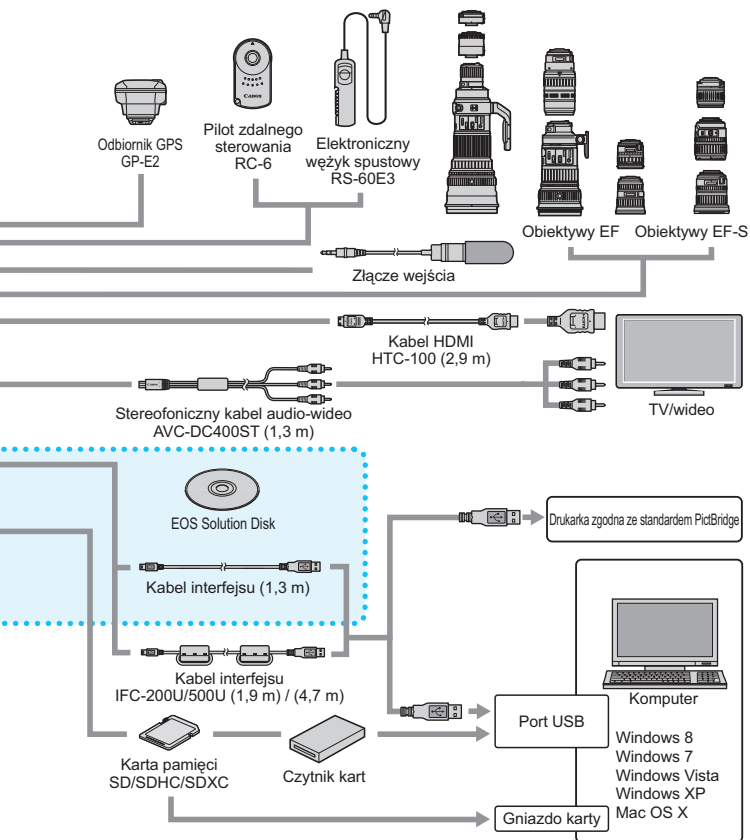 Canon
Odbiornik GPS
GP-E2
Pilot zdalnego
sterowania
RC-6
Elektroniczny
wężyk spustowy
RS-60E3
Obiektywy EF
Obiektywy EF-S
Złącze wejścia
Kabel HDMI
HTC-100 (2,9 m)
Stereofoniczny kabel audio-wideo
AVC-DC400ST (1,3 m)
TV/wideo
EOS Solution Disk
Kabel interfejsu (1,3 m)
Drukarka zgodna ze standardem PictBridge
Kabel interfejsu
IFC-200U/500U (1,9 m) / (4,7 m)
Komputer
Port USB
Windows 8
Windows 7
Windows Vista
Windows XP
Mac OS X
Karta pamięci
SD/SDHC/SDXC
Czytnik kart
Gniazdo karty